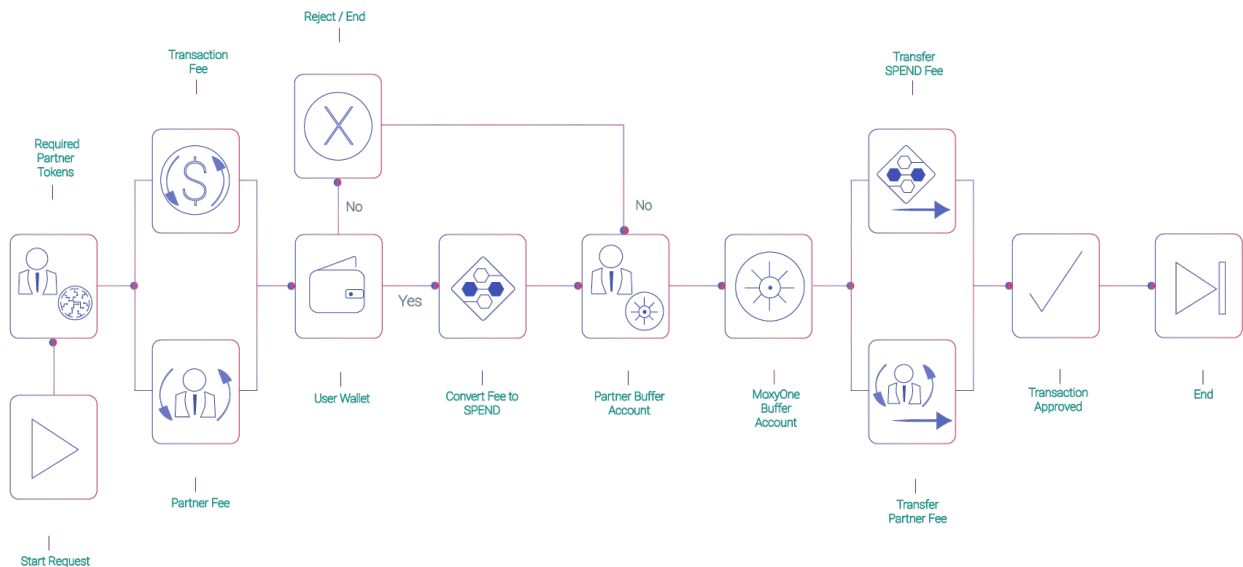 Reject / End
Transaction
Fee
Transfer
SPEND Fee
Required
Partner
Tokens
No
No
Yes
User Wallet
Convert Fee to
SPEND
Partner Buffer
Account
MoxyOne
Buffer
Account
Transaction
Approved
End
Partner Fee
Transfer
Partner Fee
Start Request